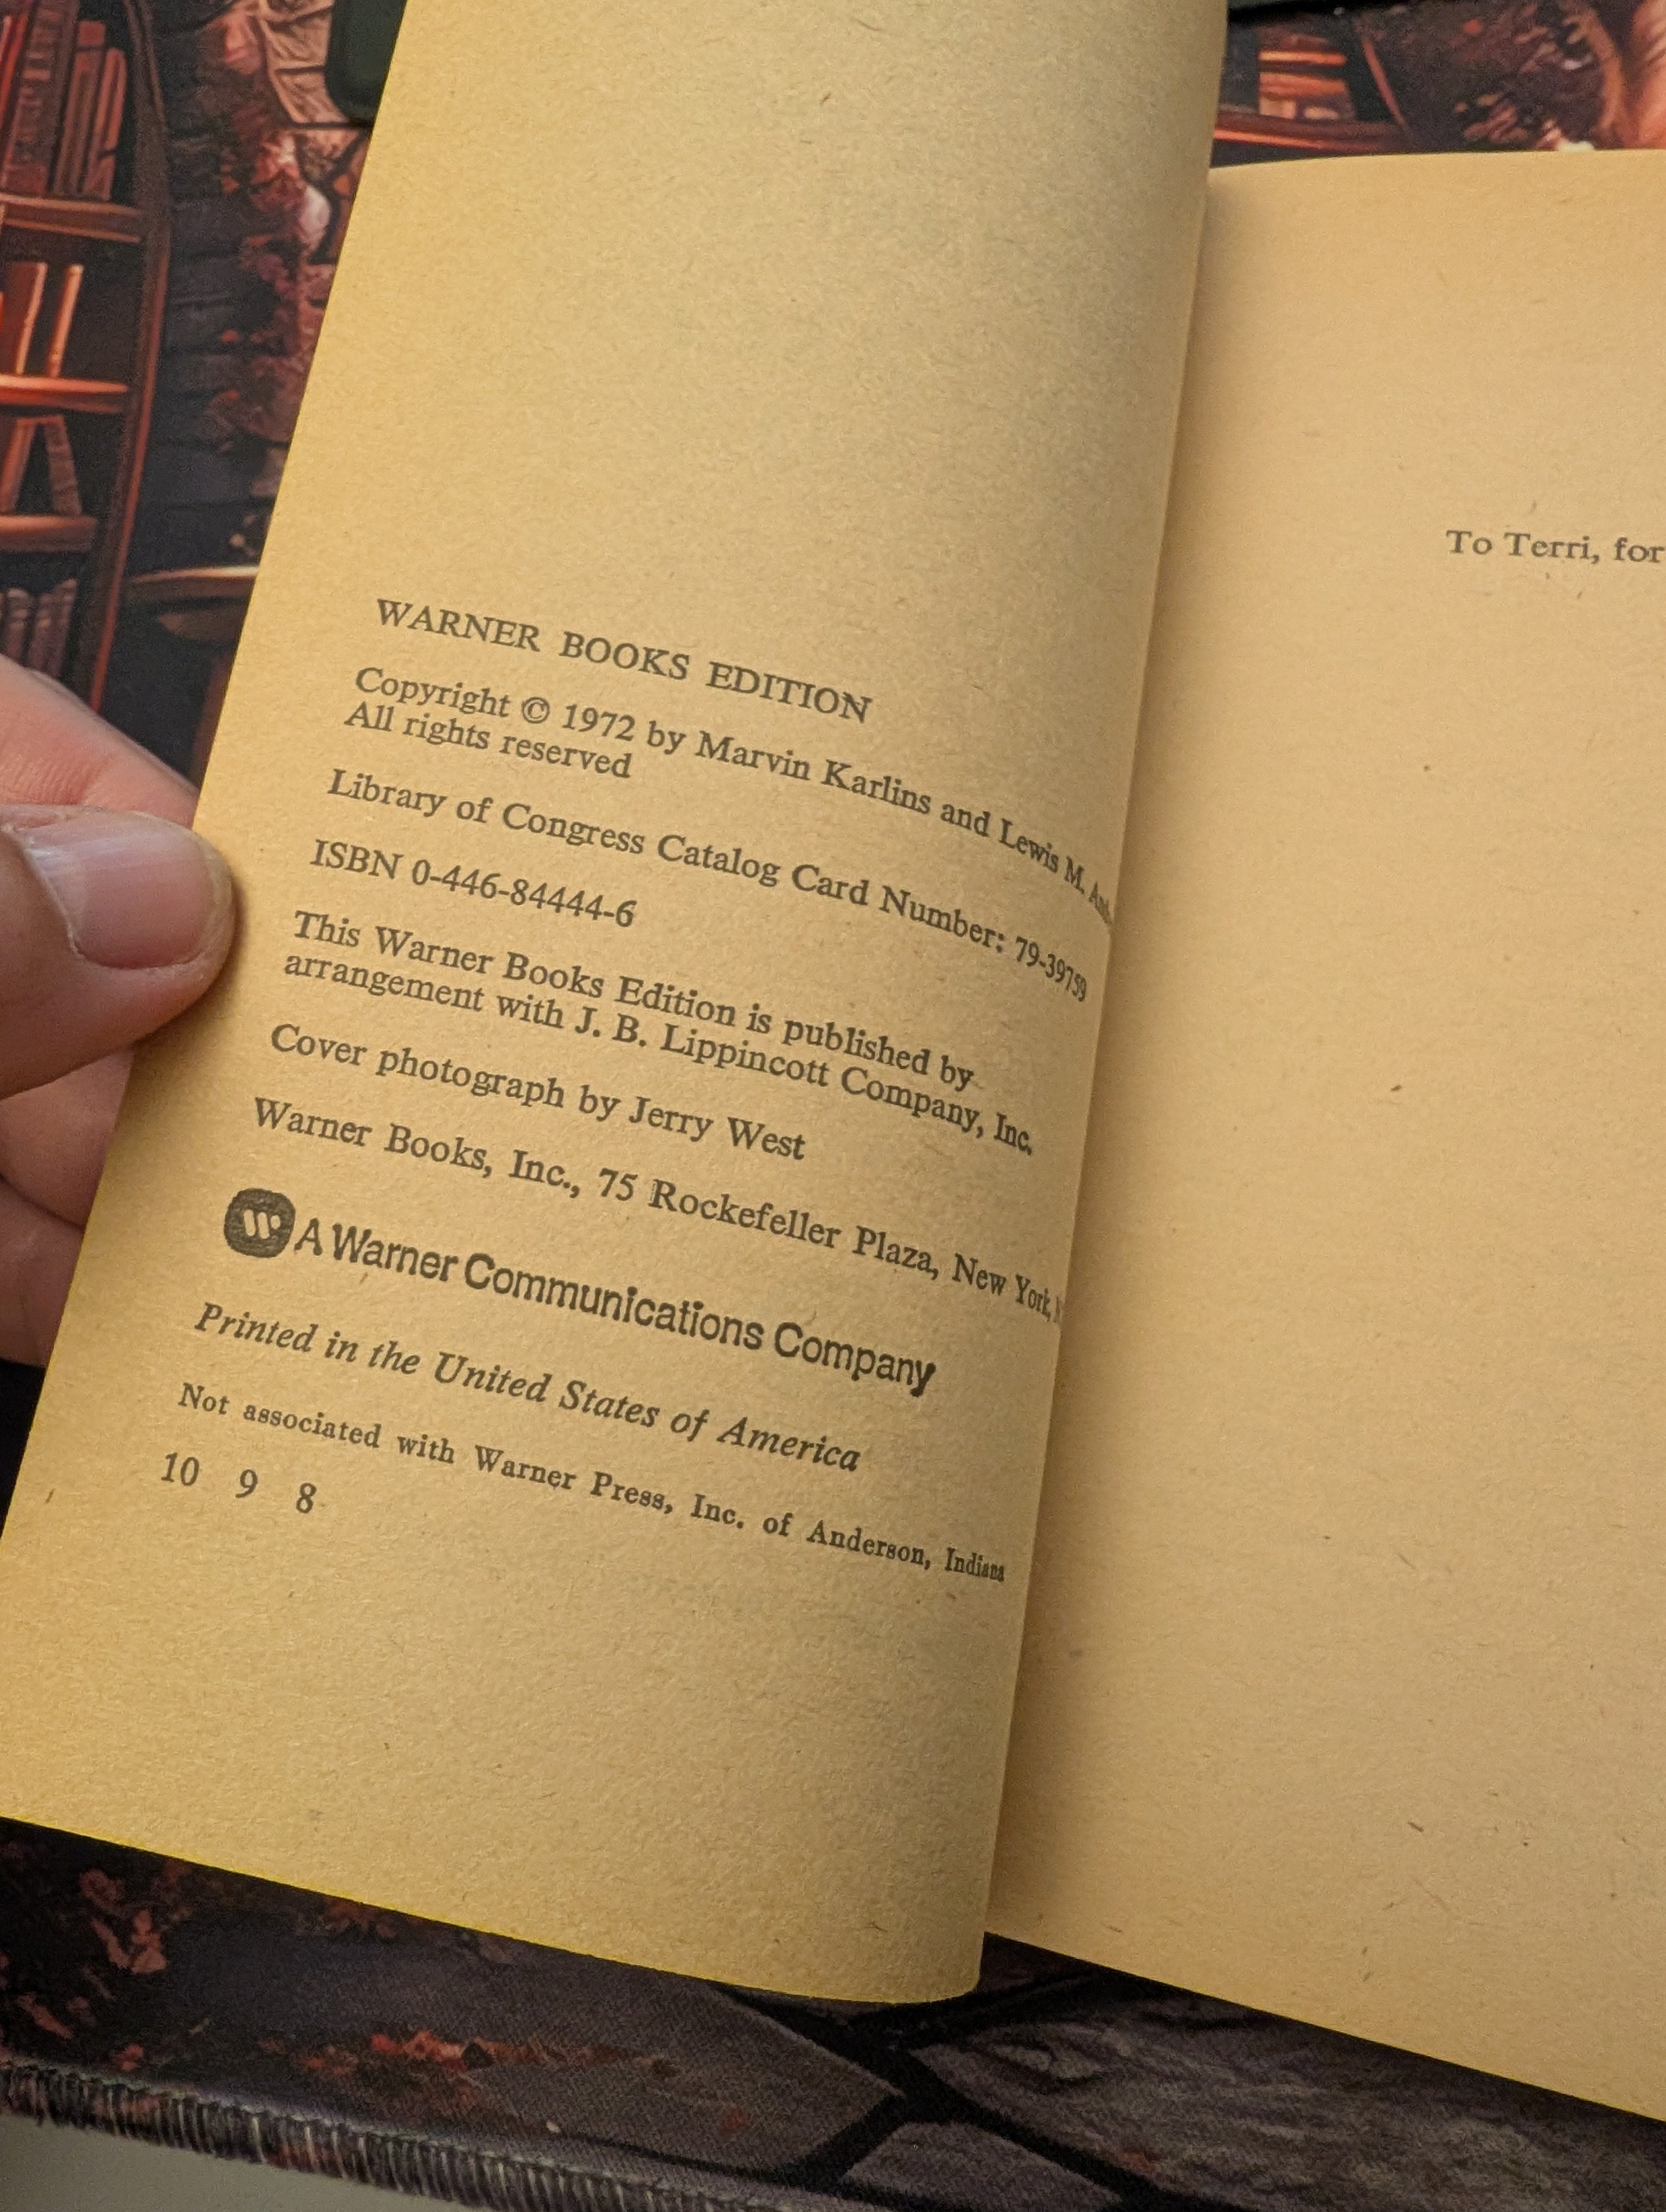 WARNER BOOKS EDITION
Copyright © 1972 by Marvin Karlins and Lewis M.
All rights reserved
Library of Congress Catalog Card Number: 79-39759
ISBN 0-446-84444-6
This Warner Books Edition is published by
arrangement with J. B. Lippincott Company, Inc.
Cover photograph by Jerry West
Warner Books, Inc., 75 Rockefeller Plaza, New York,
W A Warner Communications Company
Printed in the United States of America
Not associated with Warner Press, Inc. of Anderson, Indiana
10 9 8
To Terri, for